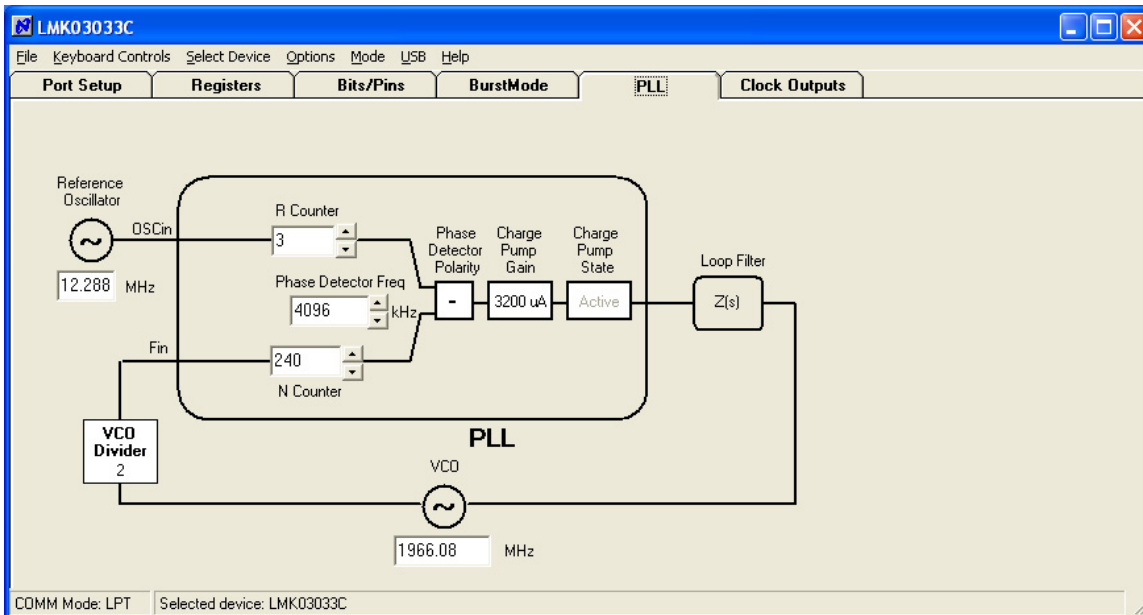 LMK03033C
File Keyboard Controls Select Device Options Mode USB Help
Port Setup Registers Bits/Pins BurstMode PLL Clock Outputs
Reference
Oscillator
OSCin
12.288 MHz
R Counter
3
Phase Detector Freq
4096 kHz
Phase
Detector
Polarity
-
Charge
Pump
Gain
3200 uA
Charge
Pump
State
Active
Loop Filter
Z(s)
Fin
240
N Counter
PLL
VCO
Divider
2
VCO
1966.08 MHz
COMM Mode: LPT Selected device: LMK03033C